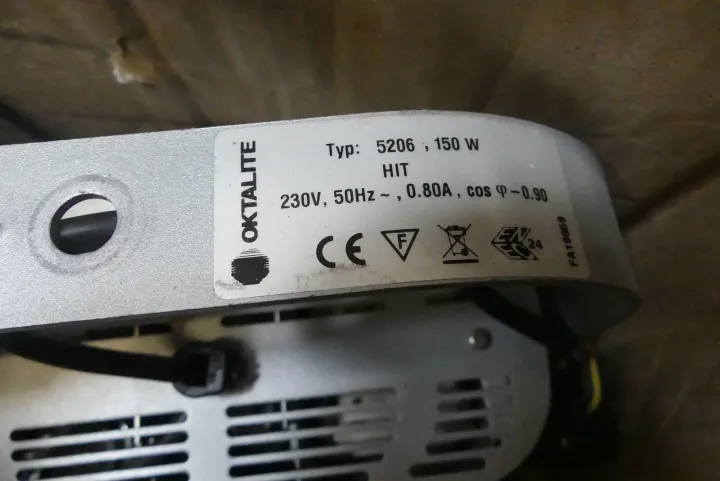 OKTALITE
Typ: 5206 , 150 W
HIT
230V, 50Hz ~ , 0.80A , cos φ ~ 0.90
CE
F
24